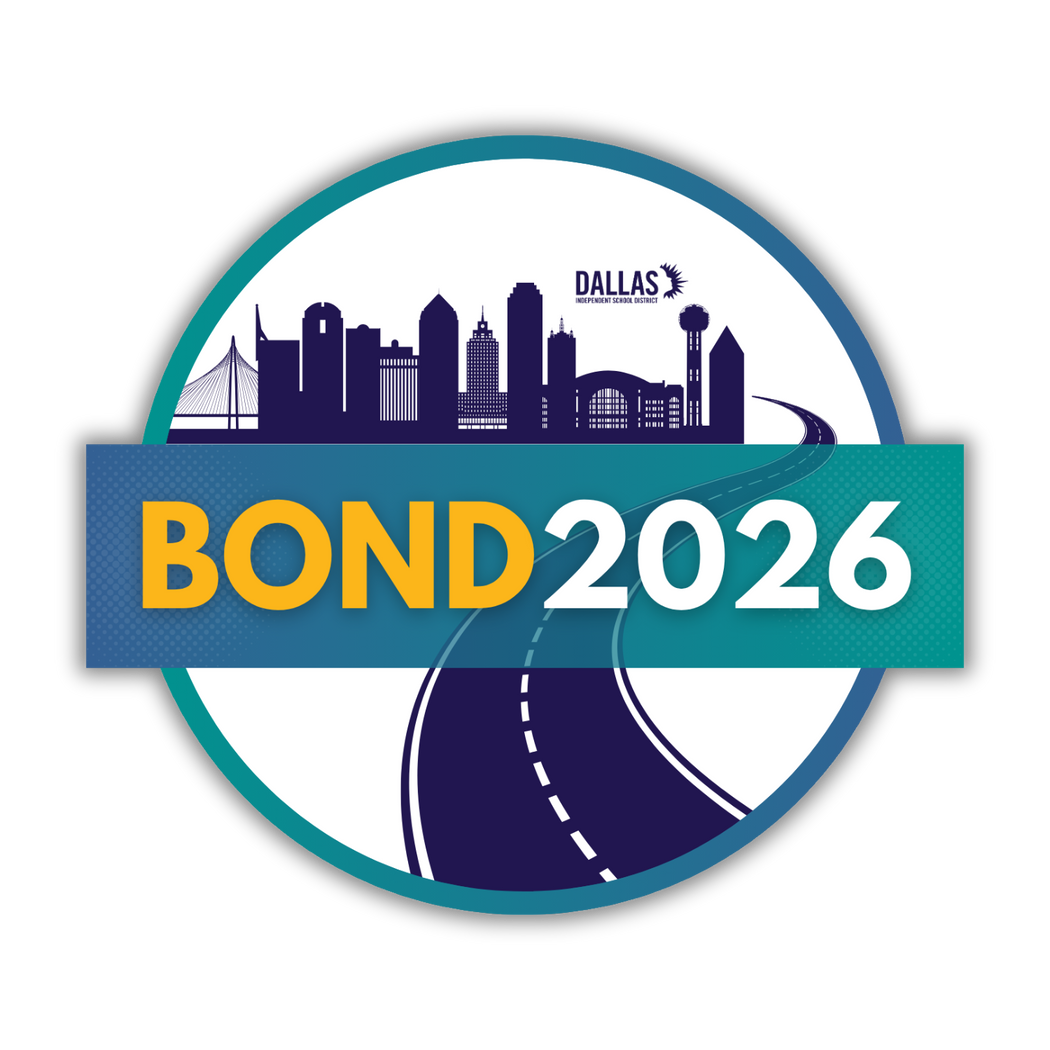 DALLAS
INDEPENDENT SCHOOL DISTRICT
BOND2026